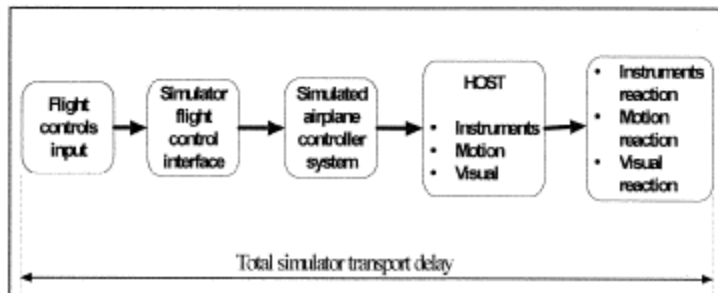 Flight
controls
input
Simulator
flight
control
interface
Simulated
airplane
controller
system
HOST
• Instruments
• Motion
• Visual
• Instruments
reaction
• Motion
reaction
• Visual
reaction
Total simulator transport delay